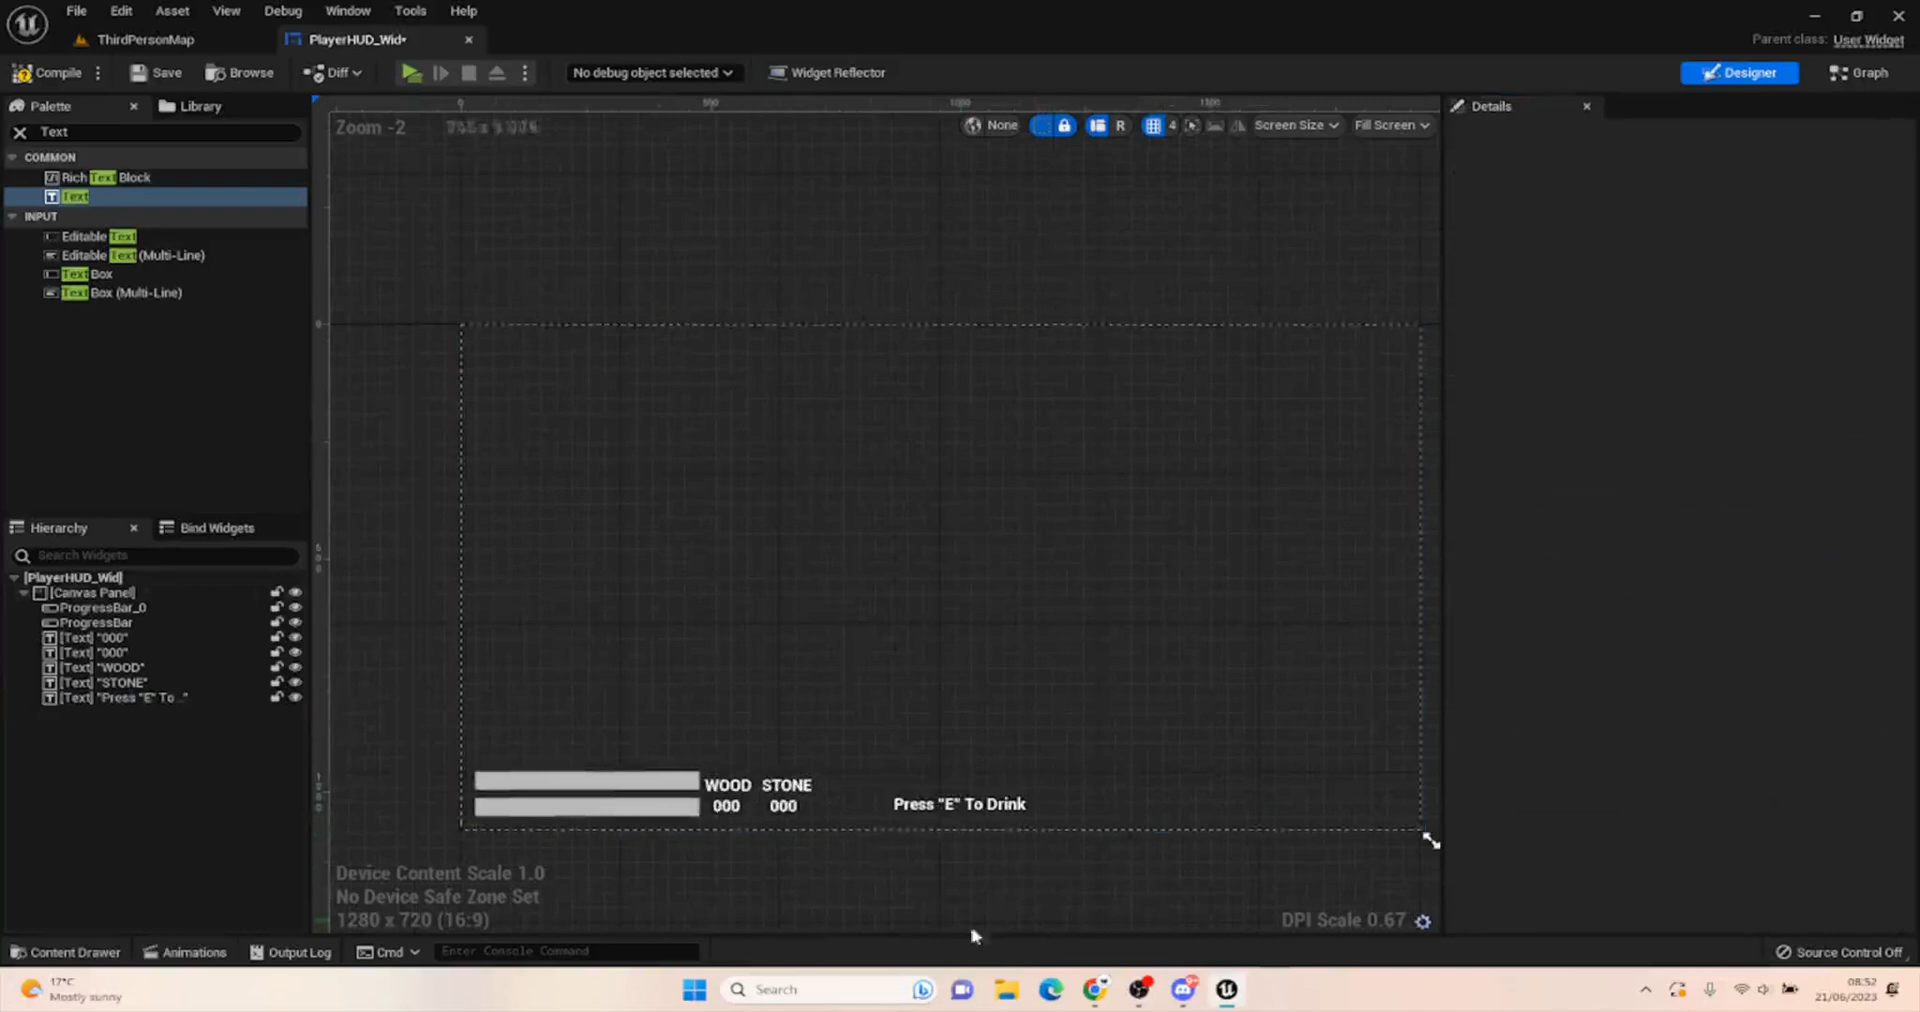 File Edit View Asset Debug Window Tools Help
ThirdPersonMap
PlayerHUD_Wid•
Parent class: User Widget
Compile
Save
Browse
Diff
No debug object selected
Widget Reflector
Designer
Graph
Palette
Library
Text
COMMON
Rich Text Block
Text
INPUT
Editable Text
Editable Text (Multi-Line)
Text Box
Text Box (Multi-Line)
Hierarchy
Bind Widgets
Search Widgets
[PlayerHUD_Wid]
[Canvas Panel]
ProgressBar_0
ProgressBar
[Text] "000"
[Text] "000"
[Text] "WOOD"
[Text] "STONE"
[Text] "Press "E" To .."
Zoom -2
0 500 1000
None
R
4
Screen Size
Fill Screen
Details
WOOD STONE
000 000
Press "E" To Drink
Device Content Scale 1.0
No Device Safe Zone Set
1280 x 720 (16:9)
DPI Scale 0.67
Content Drawer
Animations
Output Log
Cmd
Enter Console Command
Source Control Off
17°C
Mostly sunny
Search
08:52
21/06/2023